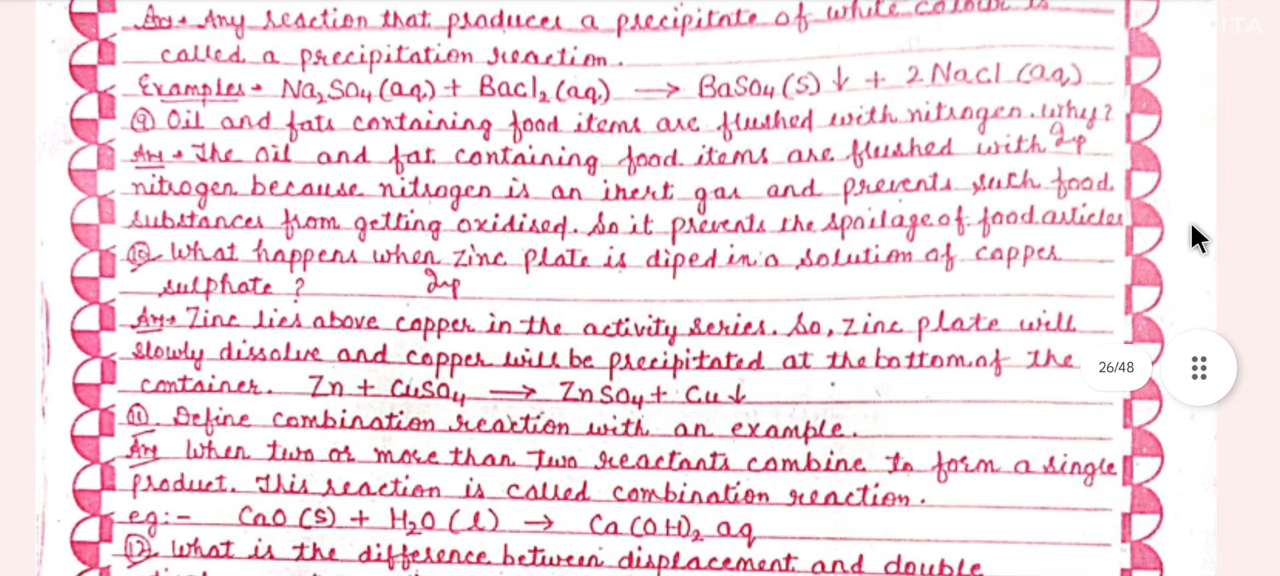 Ans → Any reaction that produces a precipitate of white colour is
called a precipitation reaction.
Examples → Na₂SO₄ (aq) + BaCl₂ (aq) → BaSO₄ (s) ↓ + 2NaCl (aq)
⑨ Oil and fats containing food items are flushed with nitrogen. Why?
2mp
Ans → The oil and fat containing food items are flushed with
nitrogen because nitrogen is an inert gas and prevents such food
substances from getting oxidised. So it prevents the spoilage of food articles
⑩ What happens when zinc plate is diped in a solution of copper
sulphate ? 2mp
Ans → Zinc lies above copper in the activity series. So, zinc plate will
slowly dissolve and copper will be precipitated at the bottom of the
container. Zn + CuSO₄ → ZnSO₄ + Cu↓
⑪ Define combination reaction with an example.
Ans When two or more than two reactants combine to form a single
product. This reaction is called combination reaction.
eg:- CaO (s) + H₂O (l) → Ca(OH)₂ aq
⑫ What is the difference between displacement and double
26/48